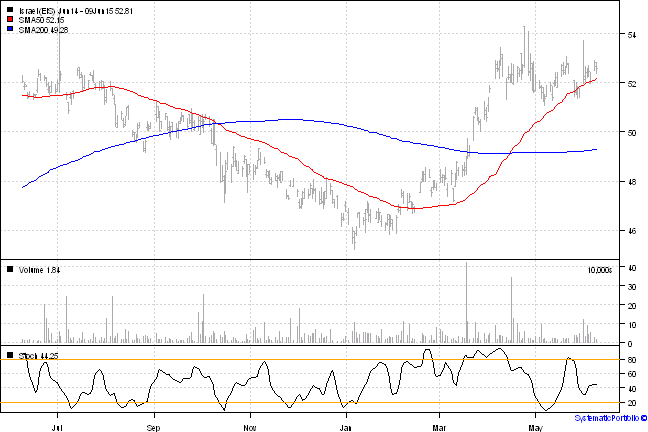 Israel (EIS) Jun14 - 09Jun15 52.81
SMA50 52.15
SMA200 49.28
54
52
50
48
46
Volume 1.84
10,000s
40
30
20
10
0
Stoch 44.25
80
60
40
20
Jul Sep Nov Jan Mar May
SystematicPortfolio ©